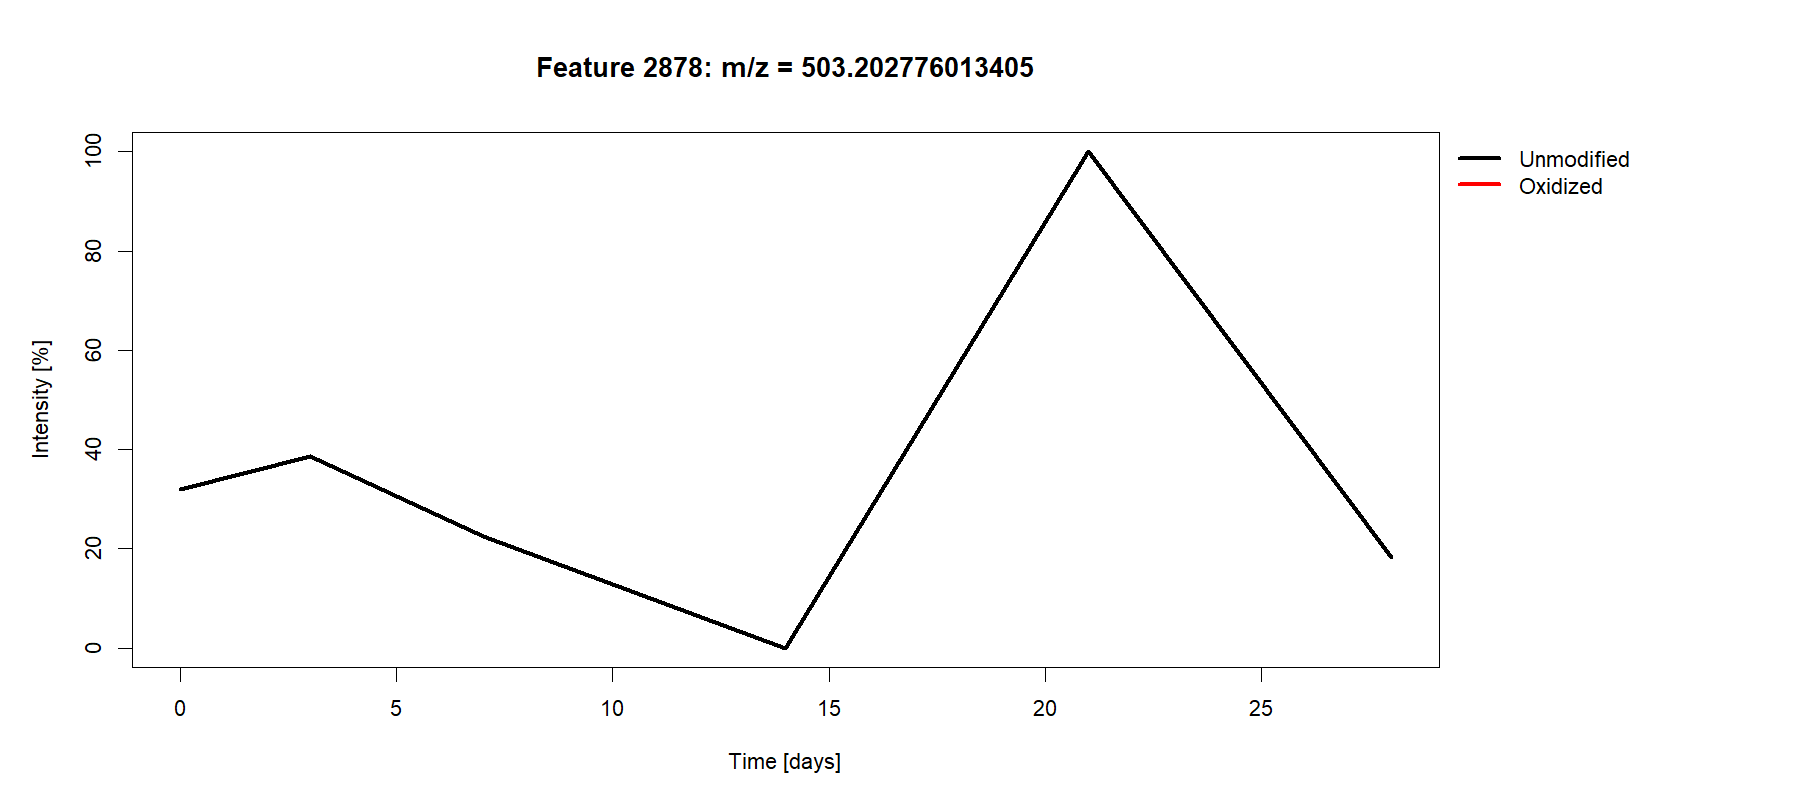 Feature 2878: m/z = 503.202776013405
Unmodified
Oxidized
Intensity [%]
100
80
60
40
20
0
0 5 10 15 20 25
Time [days]